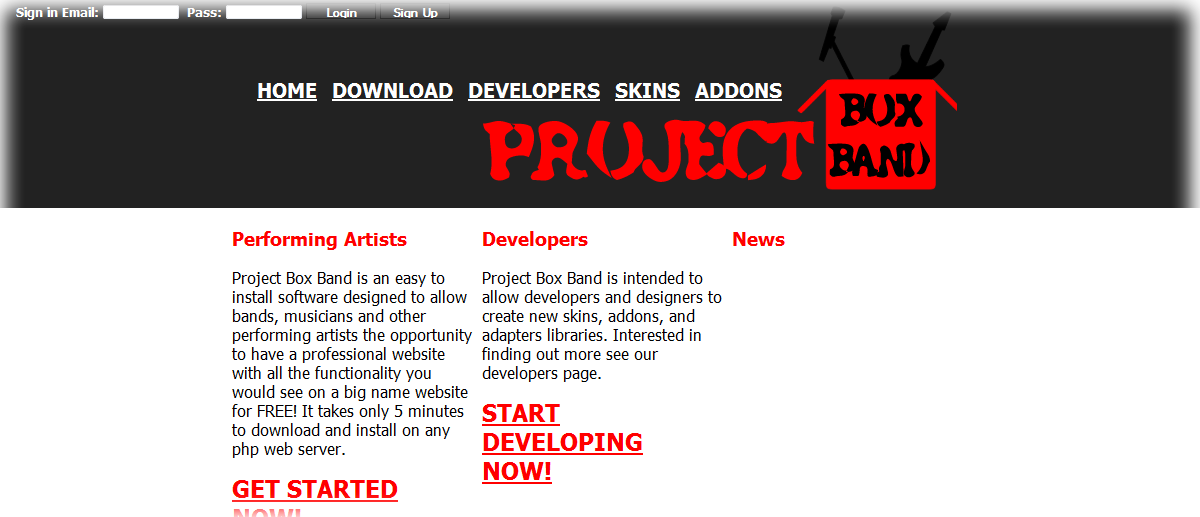 Sign in Email: Pass: Login Sign Up
HOME DOWNLOAD DEVELOPERS SKINS ADDONS
PROJECT BOX
BAND
Performing Artists
Project Box Band is an easy to
install software designed to allow
bands, musicians and other
performing artists the opportunity
to have a professional website
with all the functionality you
would see on a big name website
for FREE! It takes only 5 minutes
to download and install on any
php web server.
GET STARTED
NOW!
Developers
Project Box Band is intended to
allow developers and designers to
create new skins, addons, and
adapters libraries. Interested in
finding out more see our
developers page.
START
DEVELOPING
NOW!
News